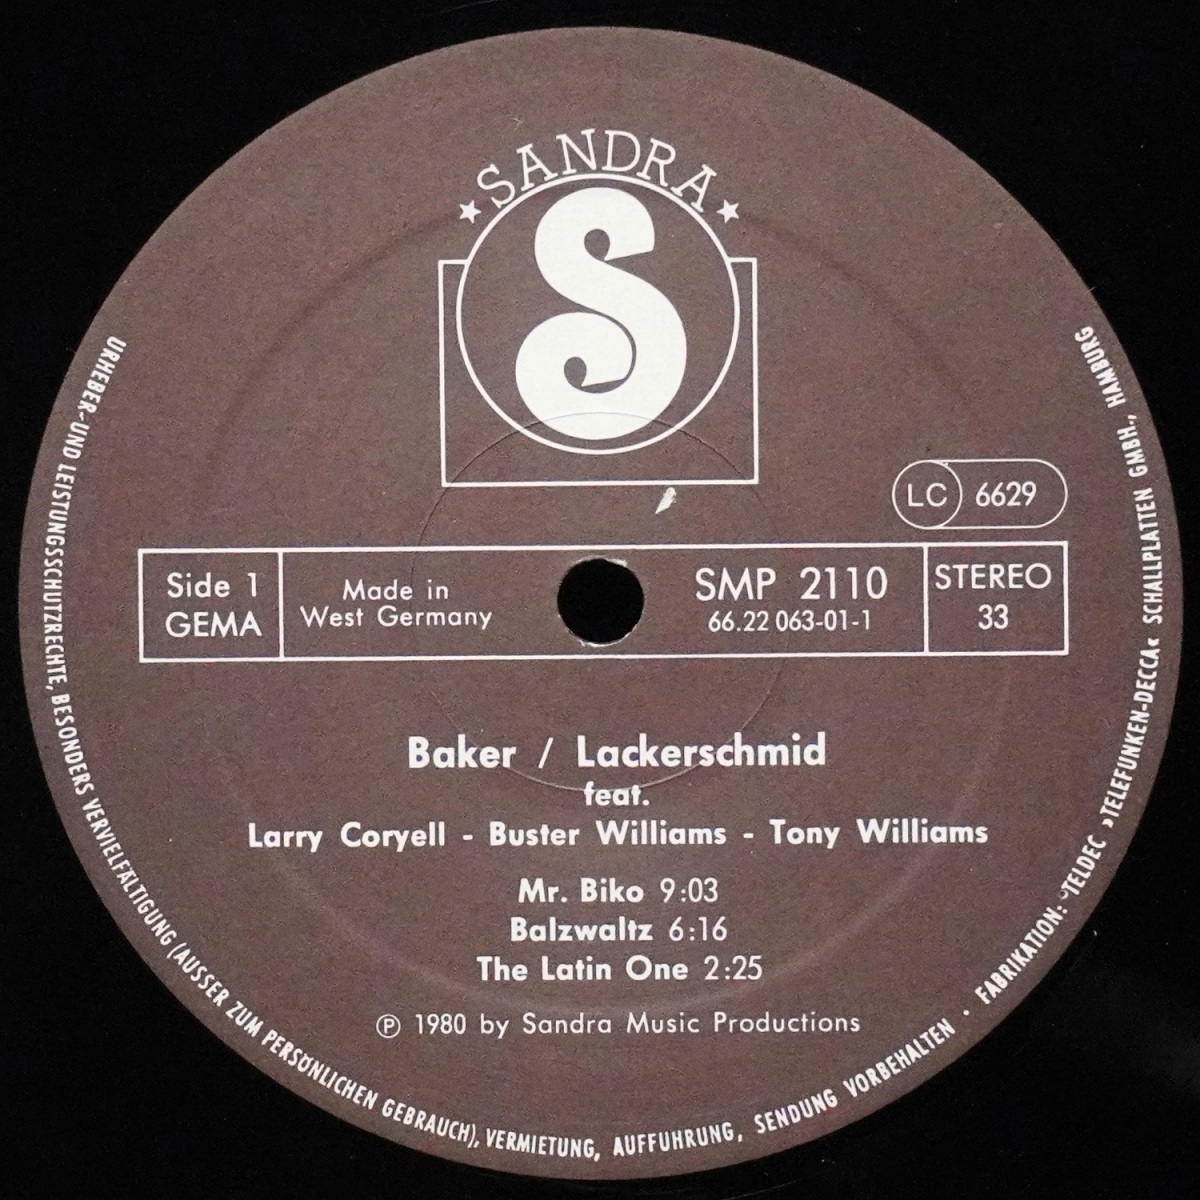 ★ SANDRA ★
S
LC 6629
Side 1
GEMA
Made in
West Germany
SMP 2110
66.22 063-01-1
STEREO
33
Baker / Lackerschmid
feat.
Larry Coryell - Buster Williams - Tony Williams
Mr. Biko 9:03
Balzwaltz 6:16
The Latin One 2:25
Ⓟ 1980 by Sandra Music Productions
URHEBER- UND LEISTUNGSSCHUTZRECHTE, BESONDERS VERVIELFÄLTIGUNG (AUSSER ZUM PERSÖNLICHEN GEBRAUCH), VERMIETUNG, AUFFÜHRUNG, SENDUNG VORBEHALTEN · FABRIKATION: TELDEC »TELEFUNKEN-DECCA« SCHALLPLATTEN GMBH., HAMBURG